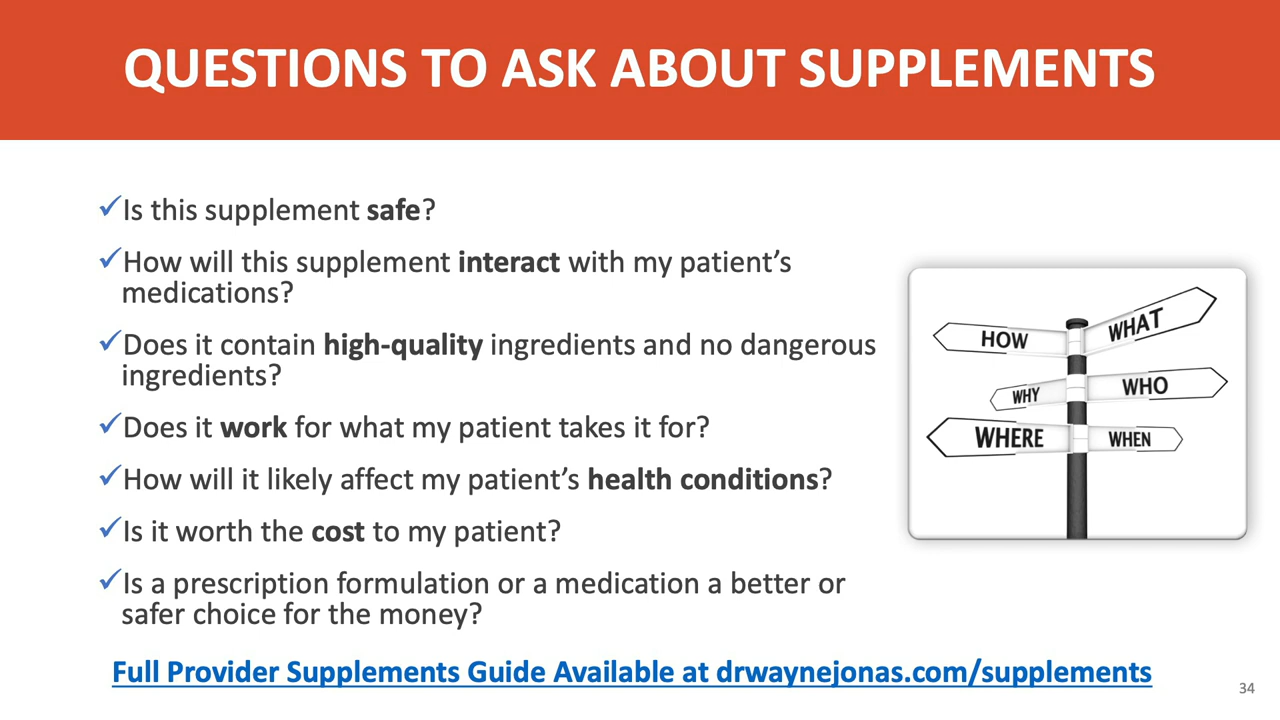 QUESTIONS TO ASK ABOUT SUPPLEMENTS
✓Is this supplement safe?
✓How will this supplement interact with my patient’s
medications?
✓Does it contain high-quality ingredients and no dangerous
ingredients?
✓Does it work for what my patient takes it for?
✓How will it likely affect my patient’s health conditions?
✓Is it worth the cost to my patient?
✓Is a prescription formulation or a medication a better or
safer choice for the money?
HOW
WHAT
WHY
WHO
WHERE
WHEN
Full Provider Supplements Guide Available at drwaynejonas.com/supplements
34